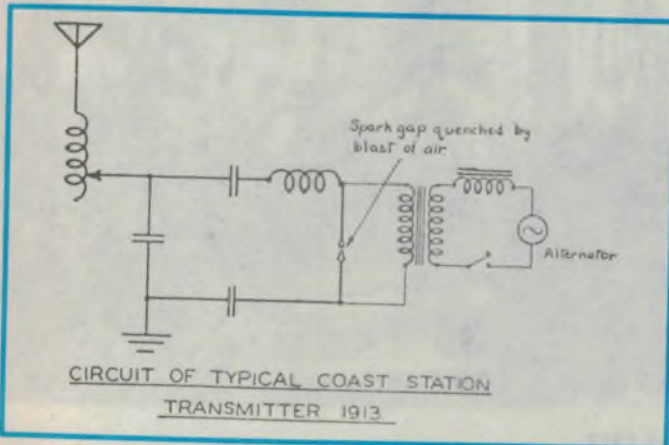 Spark gap quenched by
blast of air
Alternator
CIRCUIT OF TYPICAL COAST STATION
TRANSMITTER 1913